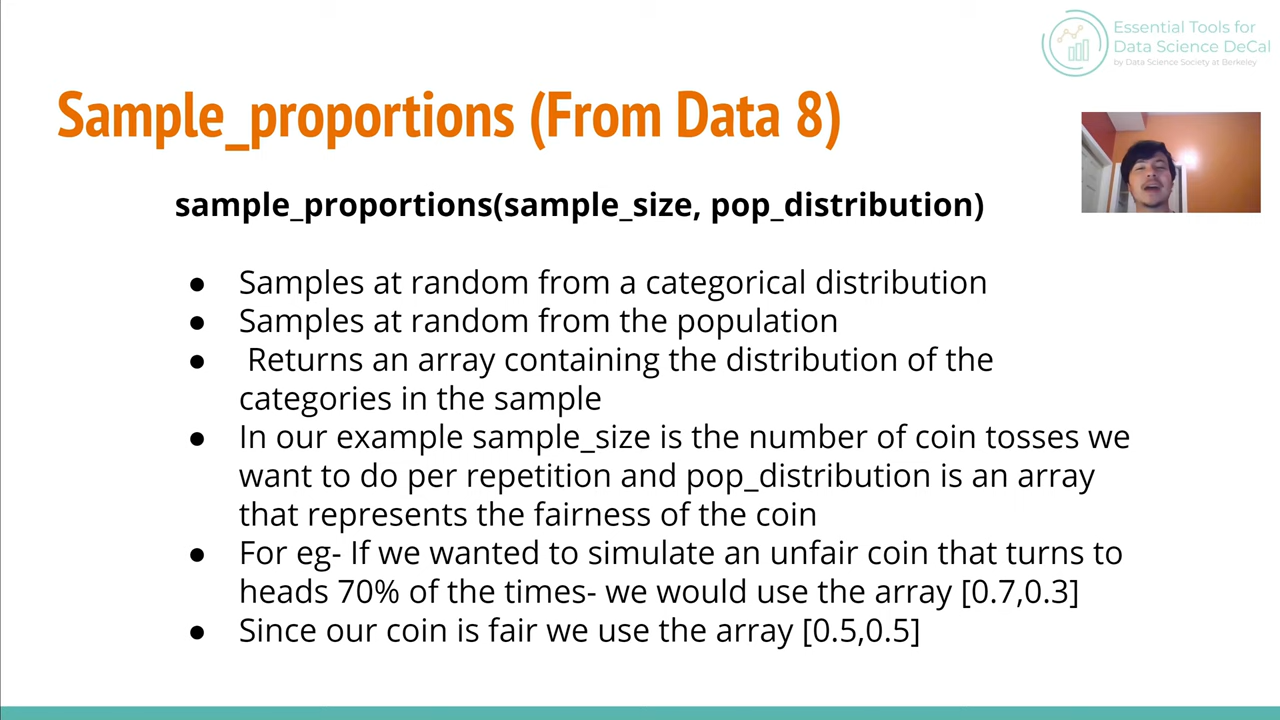 Essential Tools for
Data Science DeCal
by Data Science Society at Berkeley
Sample_proportions (From Data 8)
sample_proportions(sample_size, pop_distribution)
● Samples at random from a categorical distribution
● Samples at random from the population
● Returns an array containing the distribution of the
categories in the sample
● In our example sample_size is the number of coin tosses we
want to do per repetition and pop_distribution is an array
that represents the fairness of the coin
● For eg- If we wanted to simulate an unfair coin that turns to
heads 70% of the times- we would use the array [0.7,0.3]
● Since our coin is fair we use the array [0.5,0.5]